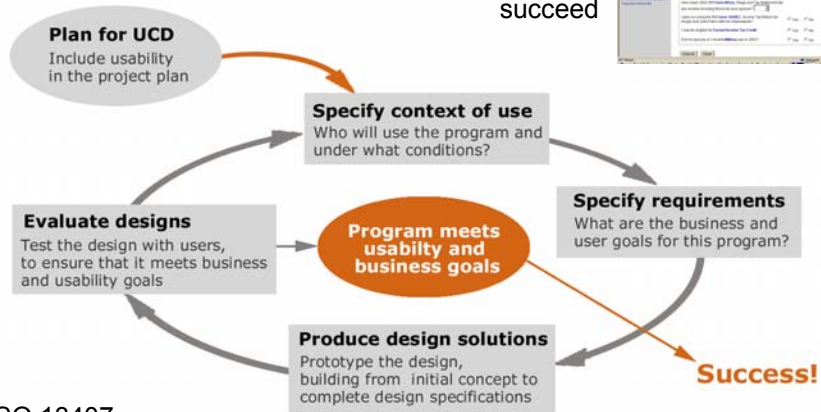 succeed
Plan for UCD
Include usability
in the project plan
Specify context of use
Who will use the program and
under what conditions?
Specify requirements
What are the business and
user goals for this program?
Evaluate designs
Test the design with users,
to ensure that it meets business
and usability goals
Program meets
usabilty and
business goals
Produce design solutions
Prototype the design,
building from initial concept to
complete design specifications
Success!